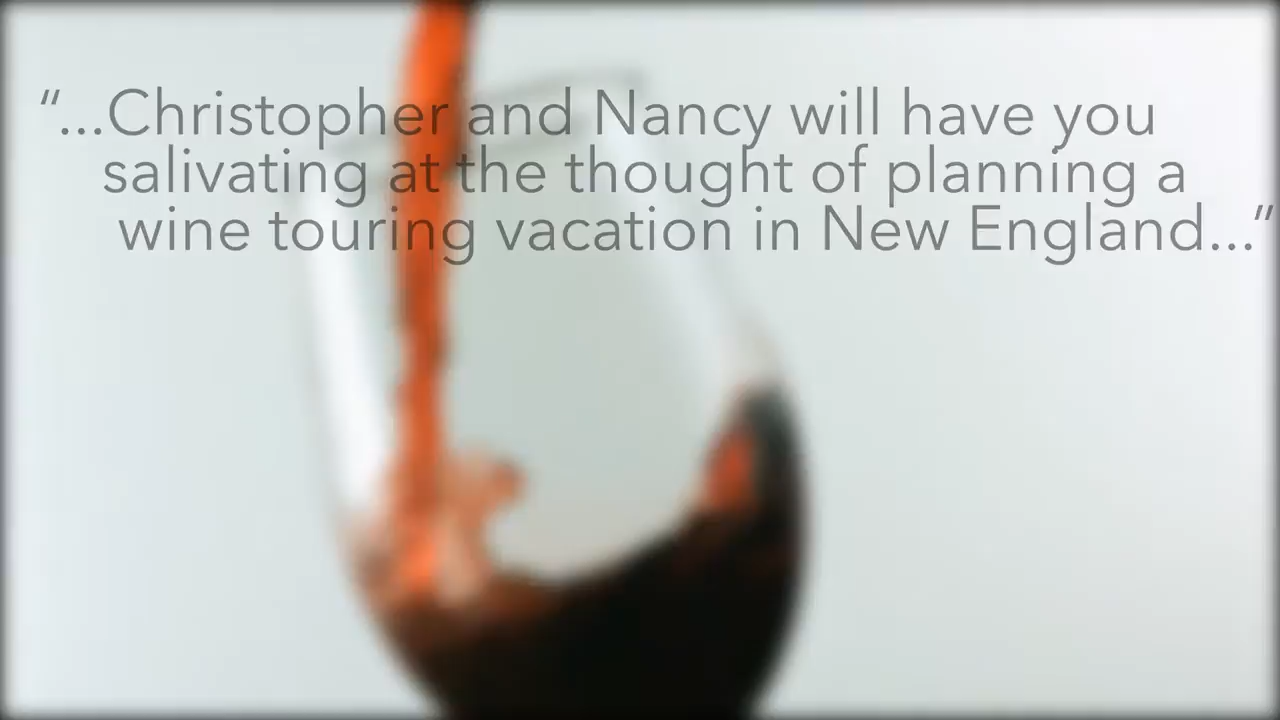 “...Christopher and Nancy will have you
salivating at the thought of planning a
wine touring vacation in New England...”